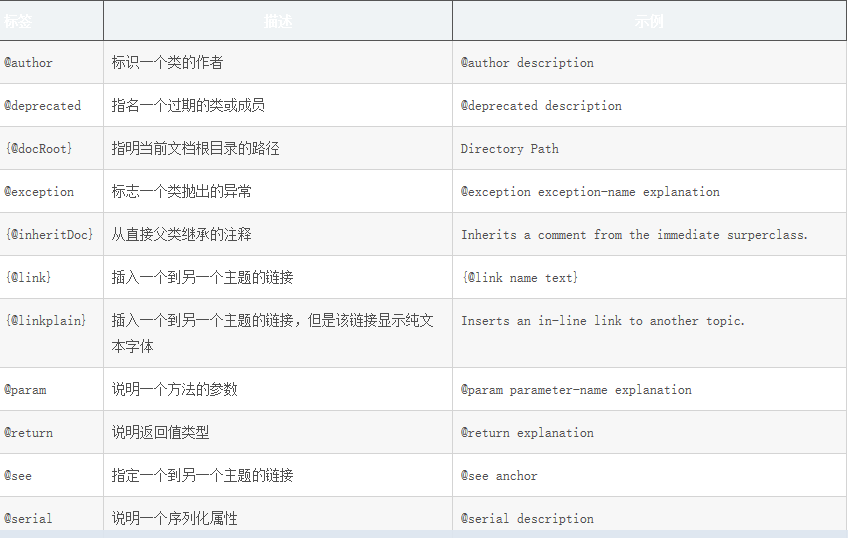 标签 描述 示例
@author 标识一个类的作者 @author description
@deprecated 指名一个过期的类或成员 @deprecated description
{@docRoot} 指明当前文档根目录的路径 Directory Path
@exception 标志一个类抛出的异常 @exception exception-name explanation
{@inheritDoc} 从直接父类继承的注释 Inherits a comment from the immediate surperclass.
{@link} 插入一个到另一个主题的链接 {@link name text}
{@linkplain} 插入一个到另一个主题的链接，但是该链接显示纯文 Inserts an in-line link to another topic.
本字体
@param 说明一个方法的参数 @param parameter-name explanation
@return 说明返回值类型 @return explanation
@see 指定一个到另一个主题的链接 @see anchor
@serial 说明一个序列化属性 @serial description